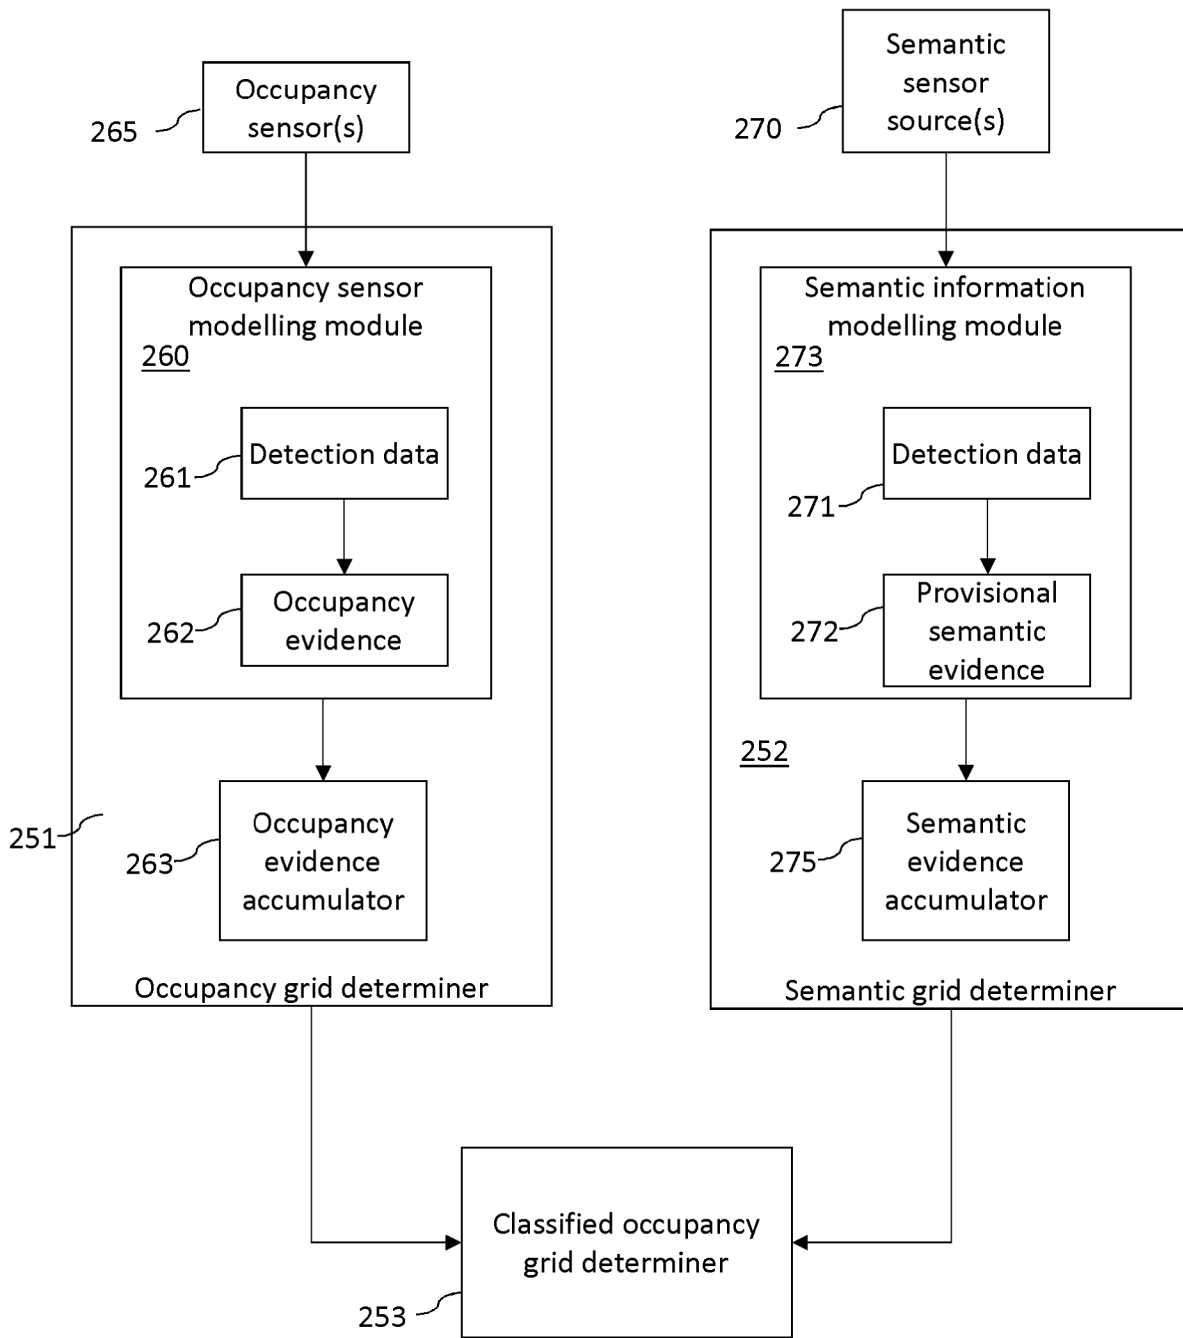 Occupancy
sensor(s)
265
Semantic
sensor
source(s)
270
Occupancy sensor
modelling module
260
Detection data
261
Occupancy
evidence
262
Occupancy
evidence
accumulator
263
251
Occupancy grid determiner
Semantic information
modelling module
273
Detection data
271
Provisional
semantic
evidence
272
252
Semantic
evidence
accumulator
275
Semantic grid determiner
Classified occupancy
grid determiner
253